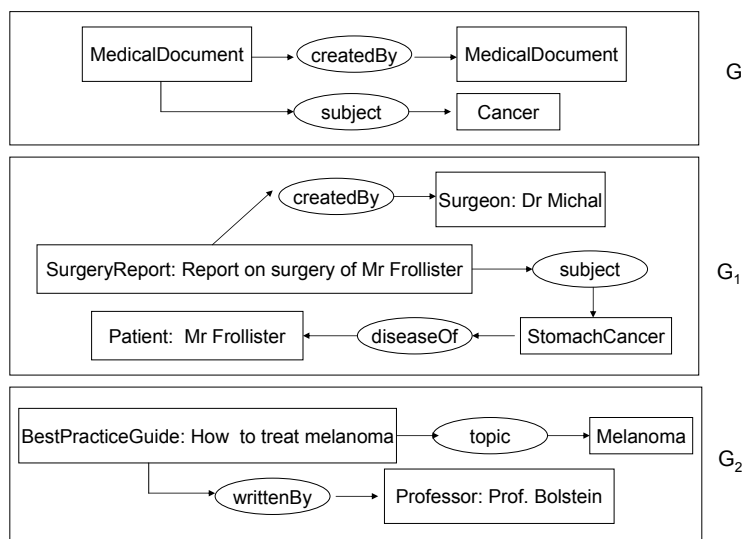 MedicalDocument createdBy MedicalDocument
subject Cancer
G
createdBy Surgeon: Dr Michal
SurgeryReport: Report on surgery of Mr Frollister subject
Patient: Mr Frollister diseaseOf StomachCancer
G1
BestPracticeGuide: How to treat melanoma topic Melanoma
writtenBy Professor: Prof. Bolstein
G2